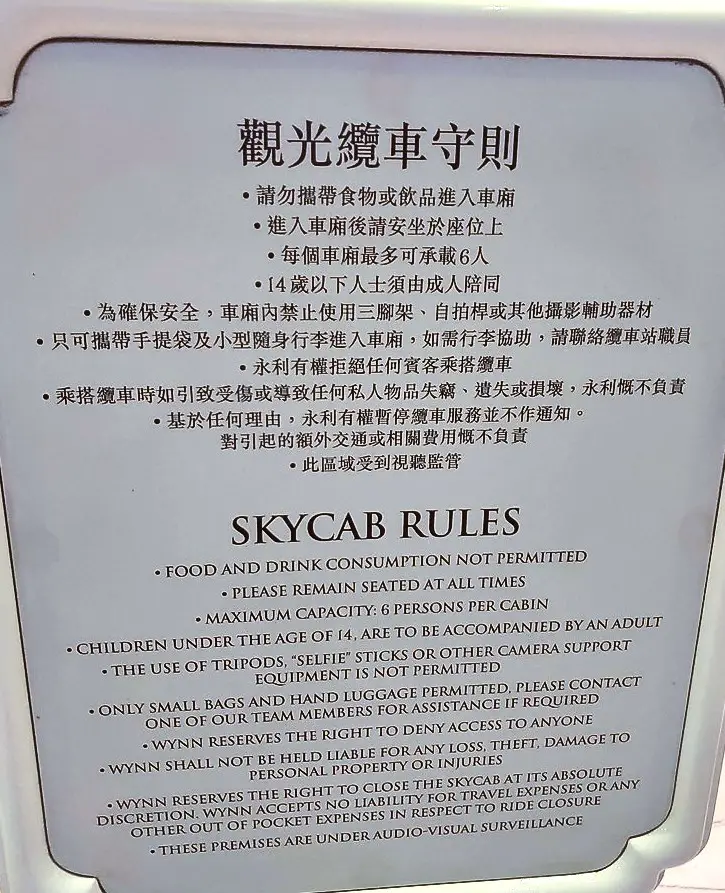 觀光纜車守則
•請勿攜帶食物或飲品進入車廂
•進入車廂後請安坐於座位上
•每個車廂最多可承載6人
•14歲以下人士須由成人陪同
•為確保安全，車廂內禁止使用三腳架、自拍桿或其他攝影輔助器材
•只可攜帶手提袋及小型隨身行李進入車廂，如需行李協助，請聯絡纜車站職員
•永利有權拒絕任何賓客乘搭纜車
•乘搭纜車時如引致受傷或導致任何私人物品失竊、遺失或損壞，永利慨不負責
•基於任何理由，永利有權暫停纜車服務並不作通知。
對引起的額外交通或相關費用慨不負責
•此區域受到視聽監管
SKYCAB RULES
•FOOD AND DRINK CONSUMPTION NOT PERMITTED
•PLEASE REMAIN SEATED AT ALL TIMES
•MAXIMUM CAPACITY: 6 PERSONS PER CABIN
•CHILDREN UNDER THE AGE OF 14, ARE TO BE ACCOMPANIED BY AN ADULT
•THE USE OF TRIPODS, "SELFIE" STICKS OR OTHER CAMERA SUPPORT
EQUIPMENT IS NOT PERMITTED
•ONLY SMALL BAGS AND HAND LUGGAGE PERMITTED, PLEASE CONTACT
ONE OF OUR TEAM MEMBERS FOR ASSISTANCE IF REQUIRED
•WYNN RESERVES THE RIGHT TO DENY ACCESS TO ANYONE
•WYNN SHALL NOT BE HELD LIABLE FOR ANY LOSS, THEFT, DAMAGE TO
PERSONAL PROPERTY OR INJURIES
•WYNN RESERVES THE RIGHT TO CLOSE THE SKYCAB AT ITS ABSOLUTE
DISCRETION. WYNN ACCEPTS NO LIABILITY FOR TRAVEL EXPENSES OR ANY
OTHER OUT OF POCKET EXPENSES IN RESPECT TO RIDE CLOSURE
•THESE PREMISES ARE UNDER AUDIO-VISUAL SURVEILLANCE